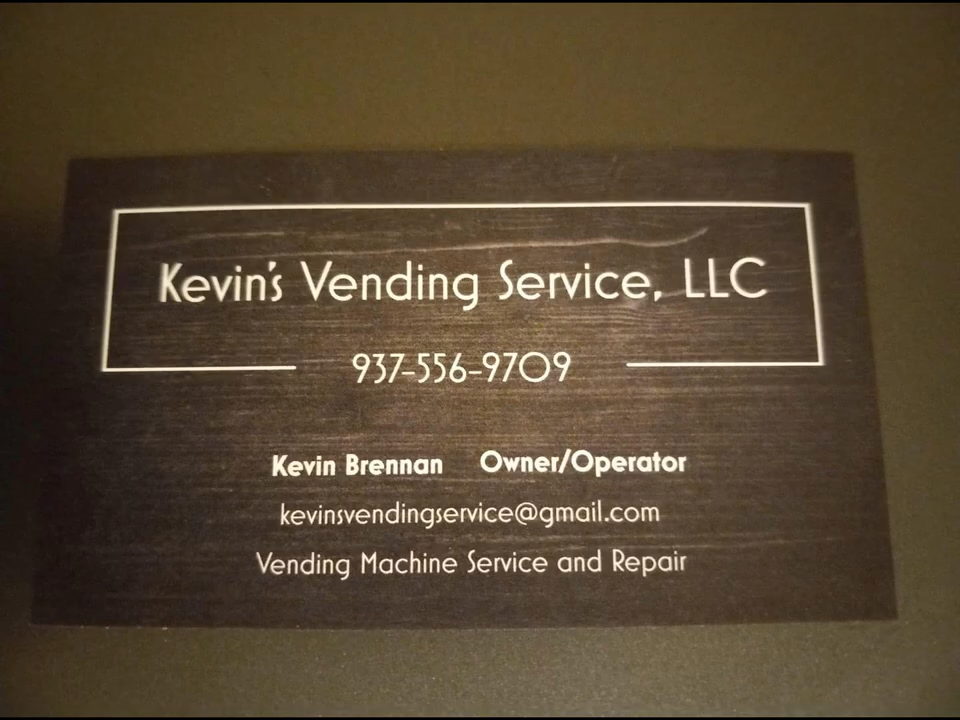 Kevin's Vending Service, LLC
937-556-9709
Kevin Brennan Owner/Operator
kevinsvendingservice@gmail.com
Vending Machine Service and Repair